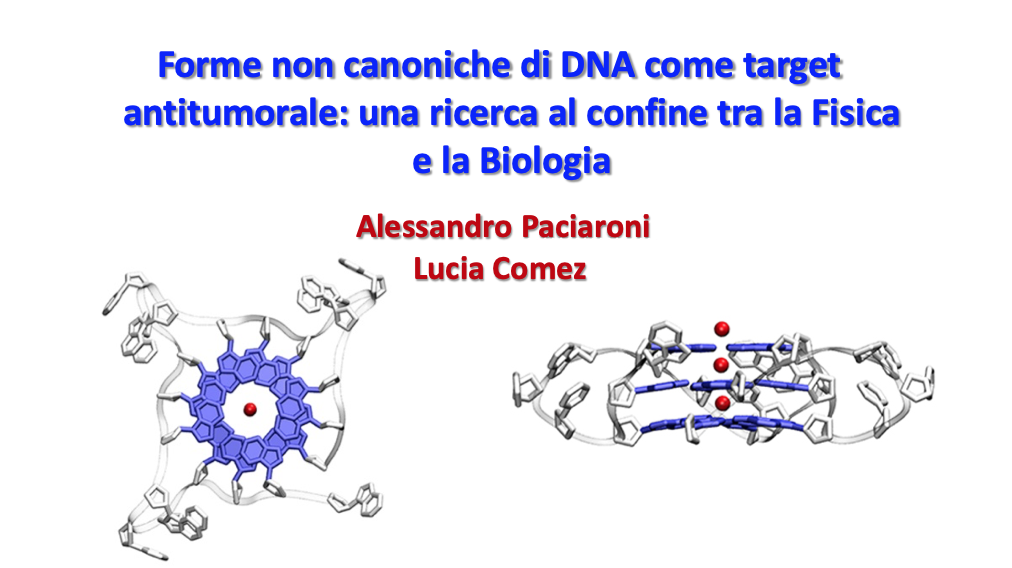 Forme non canoniche di DNA come target
antitumorale: una ricerca al confine tra la Fisica
e la Biologia
Alessandro Paciaroni
Lucia Comez